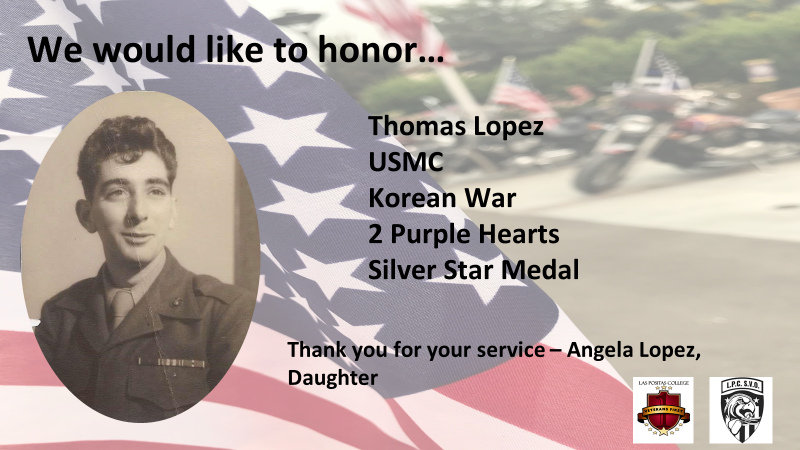 We would like to honor…
Thomas Lopez
USMC
Korean War
2 Purple Hearts
Silver Star Medal
Thank you for your service – Angela Lopez,
Daughter
LAS POSITAS COLLEGE
VETERANS FIRST
L.P.C. S.V.O.